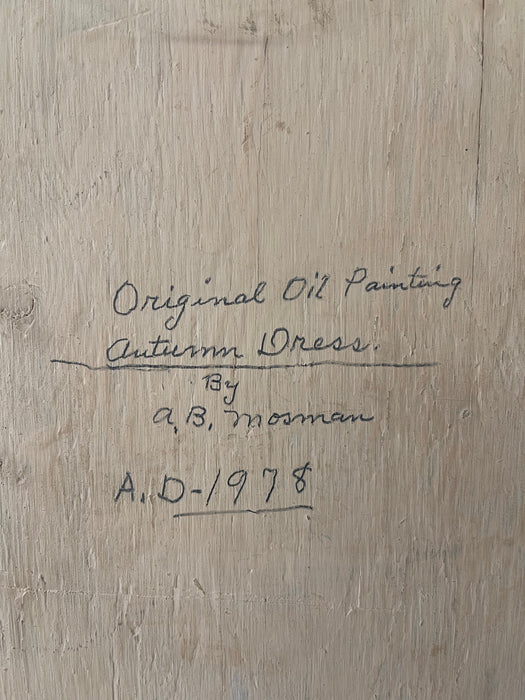 Original Oil Painting
Autumn Dress.
By
A. B. Mosman
A. D-1978